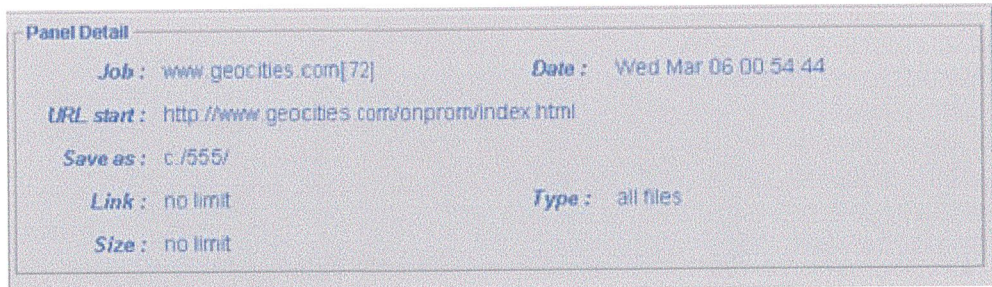 Panel Detail
Job : www.geocities.com[72] Date : Wed Mar 06 00:54:44
URL start : http://www.geocities.com/onprom/index.html
Save as : c:/555/
Link : no limit Type : all files
Size : no limit